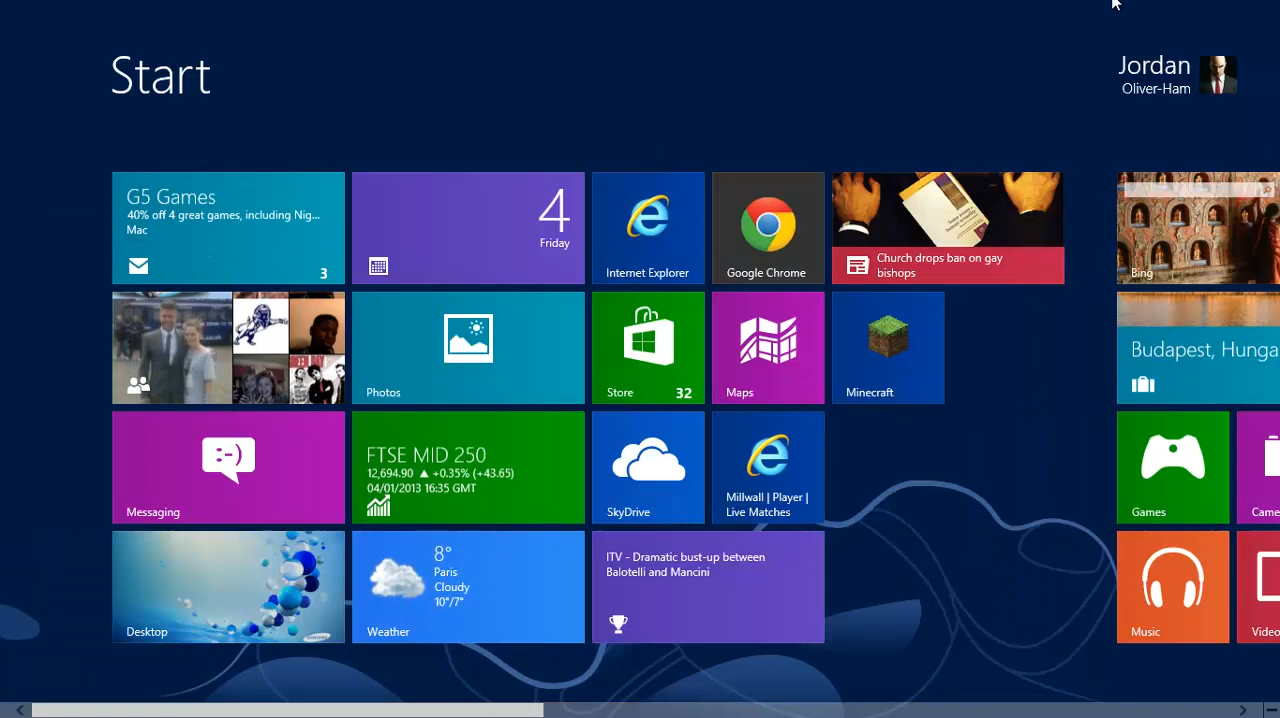 Start
Jordan
Oliver-Ham
G5 Games
40% off 4 great games, including Nig...
Mac
3
4
Friday
Internet Explorer
Google Chrome
Church drops ban on gay
bishops
Bing
Photos
Store
32
Maps
Minecraft
Budapest, Hunga
Messaging
:-)
FTSE MID 250
12,694.90 ▲ +0.35% (+43.65)
04/01/2013 16:35 GMT
SkyDrive
Millwall | Player |
Live Matches
Games
Came
Desktop
8°
Paris
Cloudy
10°/7°
Weather
ITV - Dramatic bust-up between
Balotelli and Mancini
Music
Video